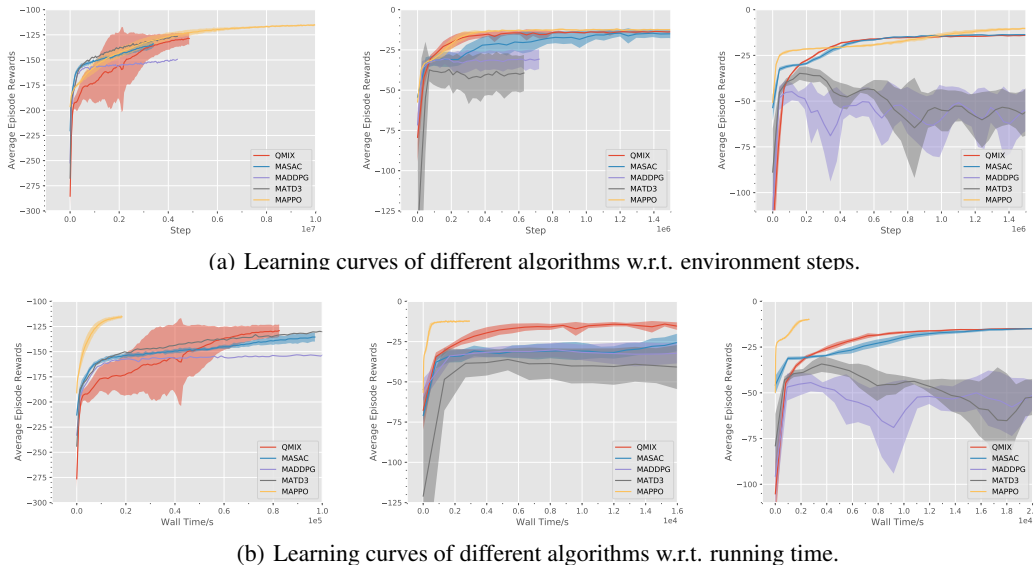 −100
−125
−150
−175
−200
−225
−250
−275
−300
Average Episode Rewards
QMIX
MASAC
MADDPG
MATD3
MAPPO
0.0 0.2 0.4 0.6 0.8 1.0
Step
1e7
0
−25
−50
−75
−100
−125
Average Episode Rewards
QMIX
MASAC
MADDPG
MATD3
MAPPO
0.0 0.2 0.4 0.6 0.8 1.0 1.2 1.4
Step
1e6
0
−25
−50
−75
−100
Average Episode Rewards
QMIX
MASAC
MADDPG
MATD3
MAPPO
0.0 0.2 0.4 0.6 0.8 1.0 1.2 1.4
Step
1e6
(a) Learning curves of different algorithms w.r.t. environment steps.
−100
−125
−150
−175
−200
−225
−250
−275
−300
Average Episode Rewards
QMIX
MASAC
MADDPG
MATD3
MAPPO
0.0 0.2 0.4 0.6 0.8 1.0
Wall Time/s
1e5
0
−25
−50
−75
−100
−125
Average Episode Rewards
QMIX
MASAC
MADDPG
MATD3
MAPPO
0.0 0.2 0.4 0.6 0.8 1.0 1.2 1.4 1.6
Wall Time/s
1e4
0
−25
−50
−75
−100
Average Episode Rewards
QMIX
MASAC
MADDPG
MATD3
MAPPO
0.0 0.2 0.4 0.6 0.8 1.0 1.2 1.4 1.6 1.8 2.0
Wall Time/s
1e4
(b) Learning curves of different algorithms w.r.t. running time.